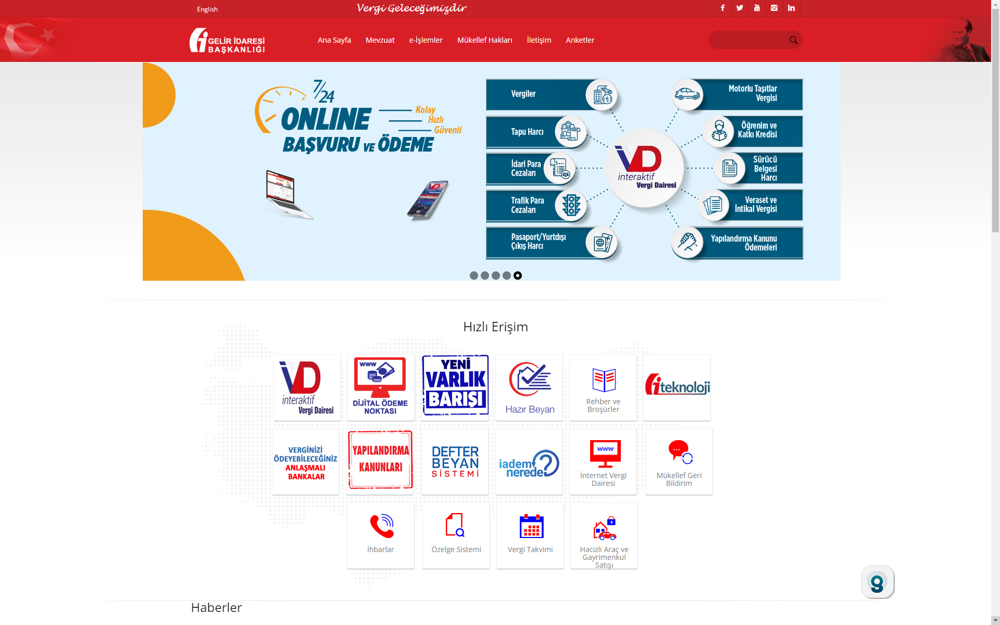 English
Vergi Geleceğimizdir
GELİR İDARESİ
BAŞKANLIĞI
Ana Sayfa
Mevzuat
e-İşlemler
Mükellef Hakları
İletişim
Anketler
7/24
ONLINE
Kolay
Hızlı
Güvenli
BAŞVURU VE ÖDEME
Vergiler
Tapu Harcı
İdari Para
Cezaları
Trafik Para
Cezaları
Pasaport/Yurtdışı
Çıkış Harcı
İVD
interaktif
Vergi Dairesi
Motorlu Taşıtlar
Vergisi
Öğrenim ve
Katkı Kredisi
Sürücü
Belgesi
Harcı
Veraset ve
İntikal Vergisi
Yapılandırma Kanunu
Ödemeleri
Hızlı Erişim
İVD
interaktif
Vergi Dairesi
www
DİJİTAL ÖDEME
NOKTASI
YENİ
VARLIK
BARIŞI
Hazır Beyan
Rehber ve
Broşürler
teknoloji
VERGİNİZİ
ÖDEYEBİLECEĞİNİZ
ANLAŞMALI
BANKALAR
YAPILANDIRMA
KANUNLARI
DEFTER
BEYAN
SİSTEMİ
iadem
nerede?
www
İnternet Vergi
Dairesi
Mükellef Geri
Bildirim
İhbarlar
Özelge Sistemi
Vergi Takvimi
Hacizli Araç ve
Gayrimenkul
Satışı
Haberler